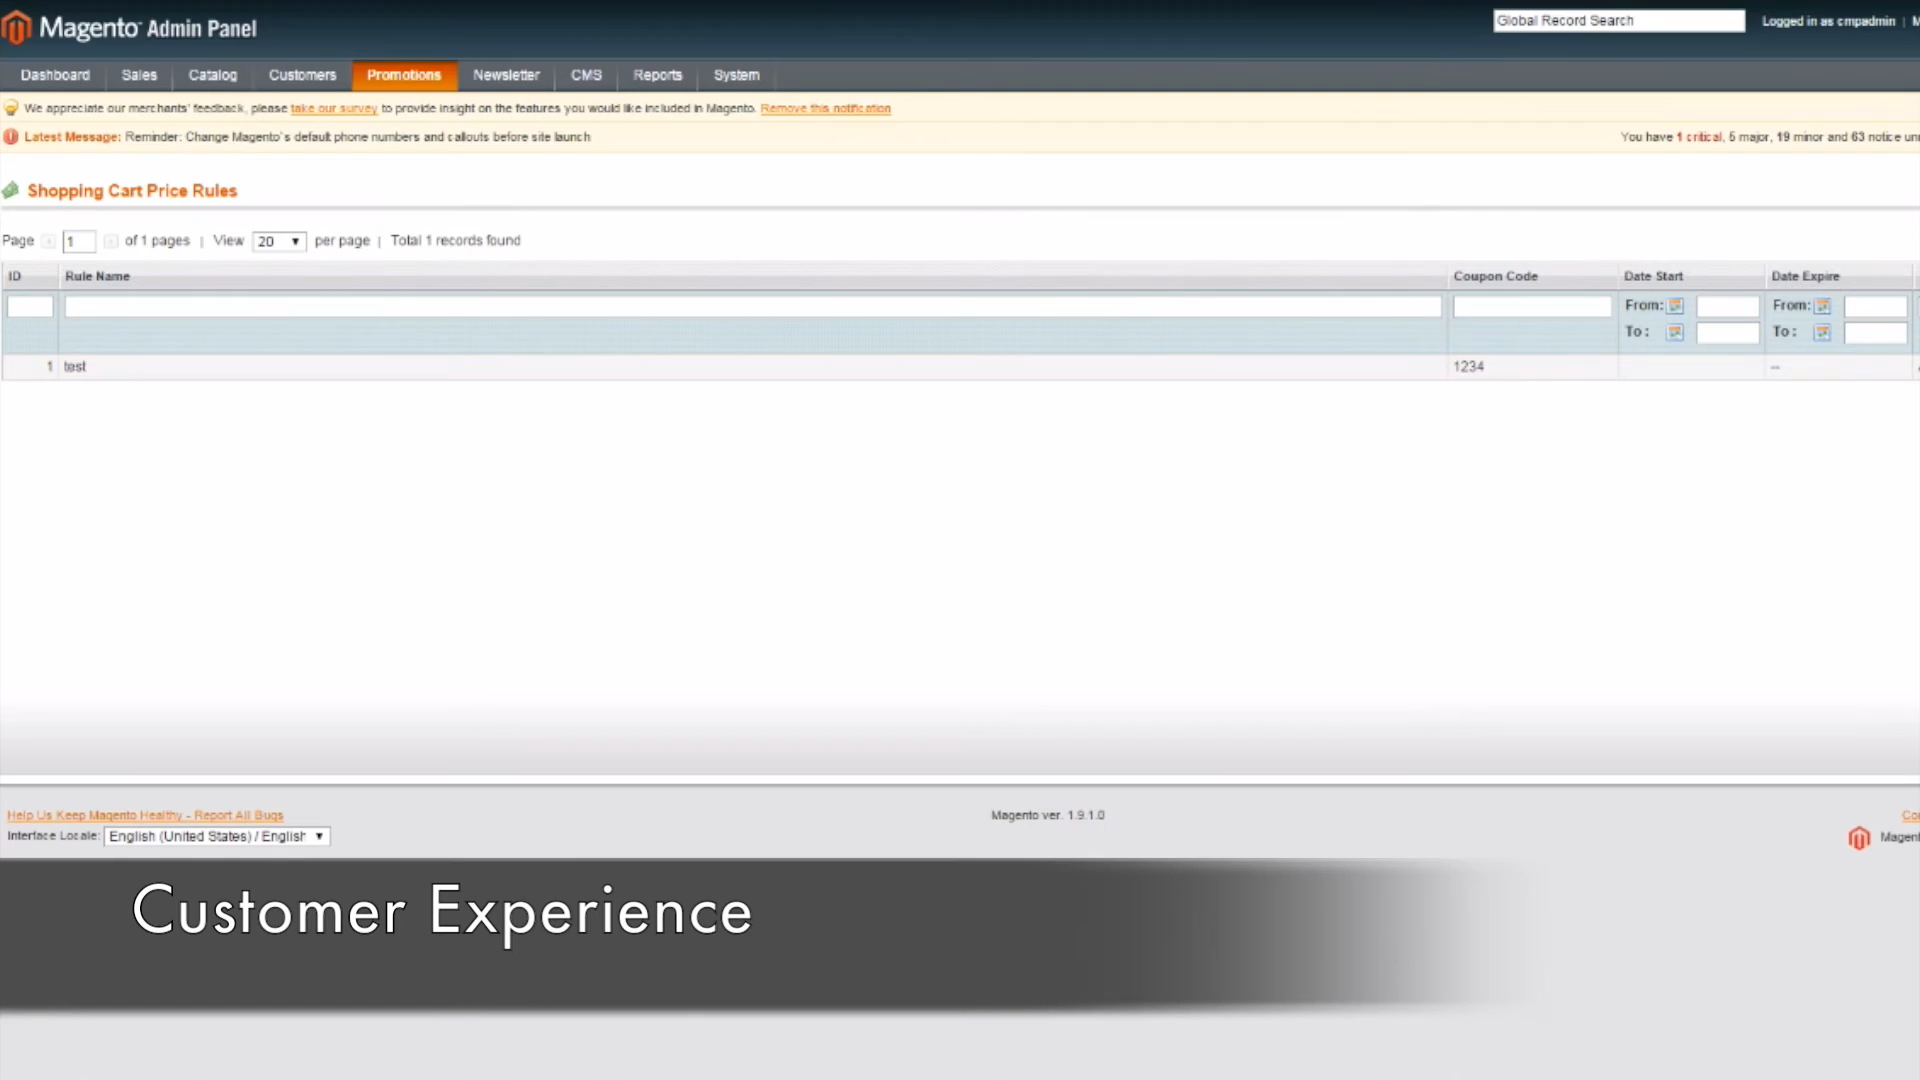 Magento Admin Panel
Global Record Search
Logged in as cmpadmin |
Dashboard Sales Catalog Customers Promotions Newsletter CMS Reports System
We appreciate our merchants' feedback, please take our survey to provide insight on the features you would like included in Magento. Remove this notification
Latest Message: Reminder: Change Magento`s default phone numbers and callouts before site launch
You have 1 critical, 5 major, 19 minor and 63 notice
Shopping Cart Price Rules
Page 1 of 1 pages | View 20 per page | Total 1 records found
ID Rule Name Coupon Code Date Start Date Expire
From: From:
To : To :
1 test 1234 --
Help Us Keep Magento Healthy - Report All Bugs
Magento ver. 1.9.1.0
Interface Locale: English (United States) / English
Customer Experience